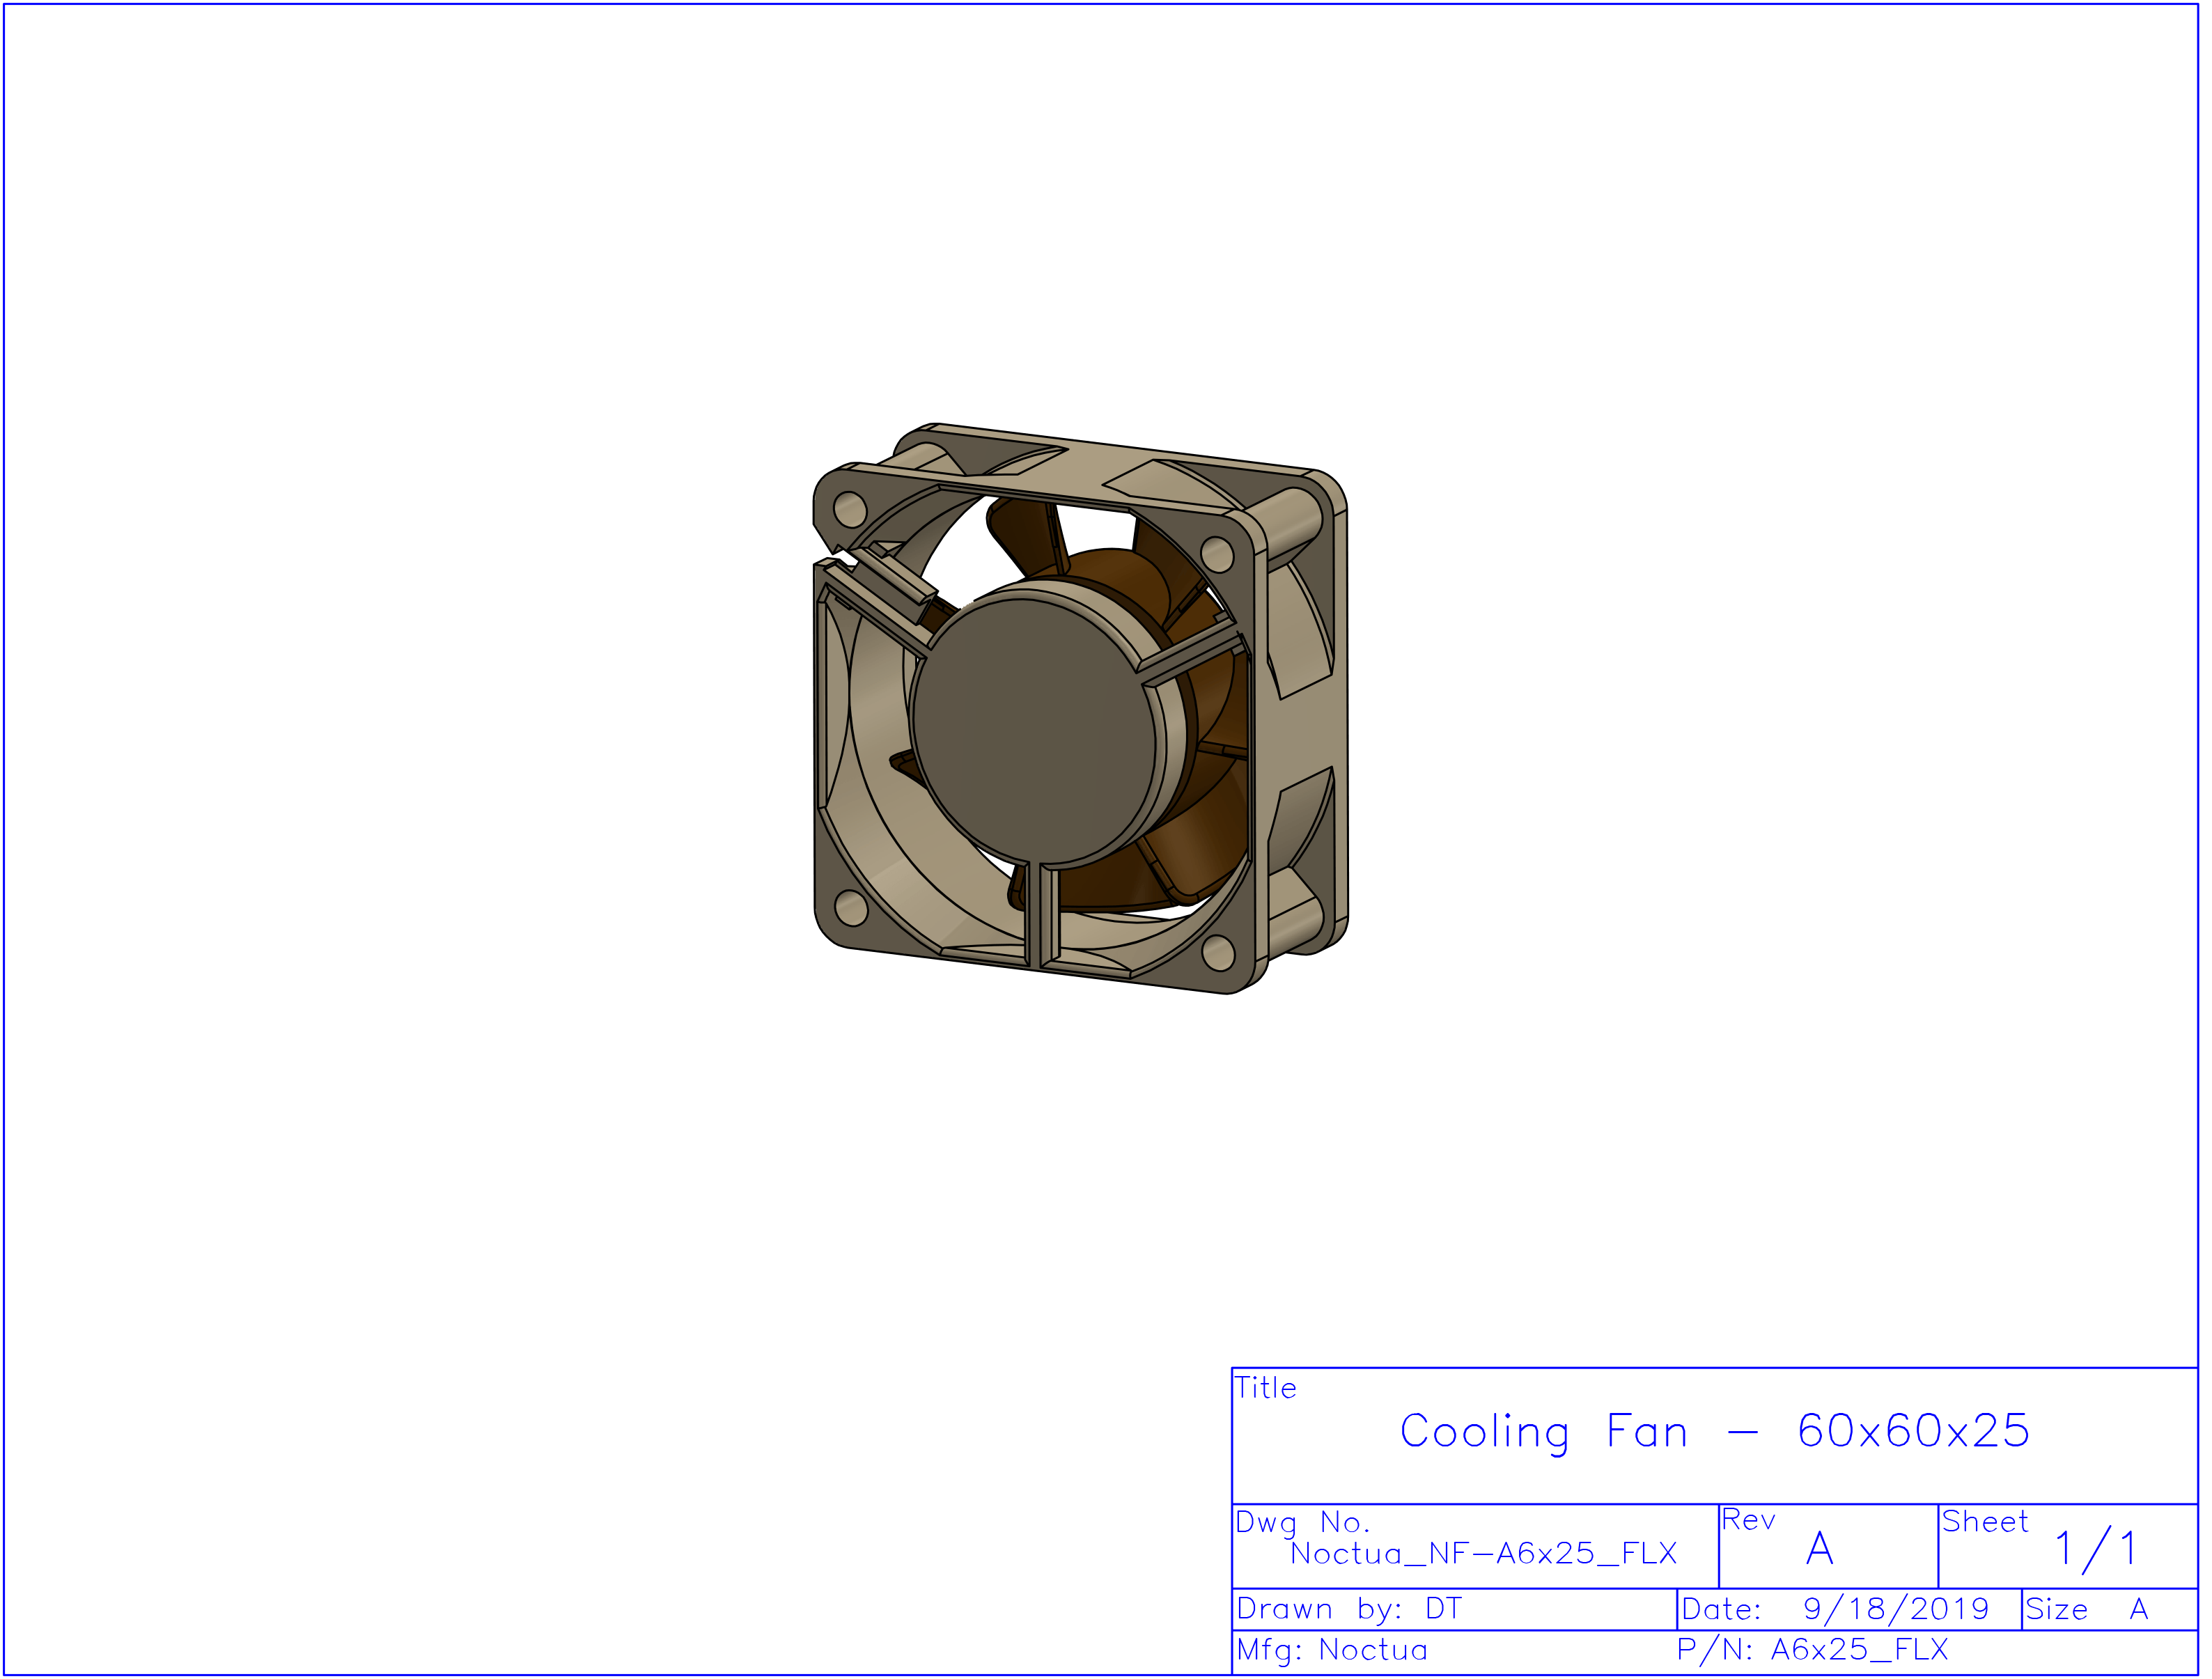 Title
Cooling Fan - 60x60x25
Dwg No.
Noctua_NF-A6x25_FLX
Rev
A
Sheet
1/1
Drawn by: DT
Date: 9/18/2019
Size A
Mfg: Noctua
P/N: A6x25_FLX